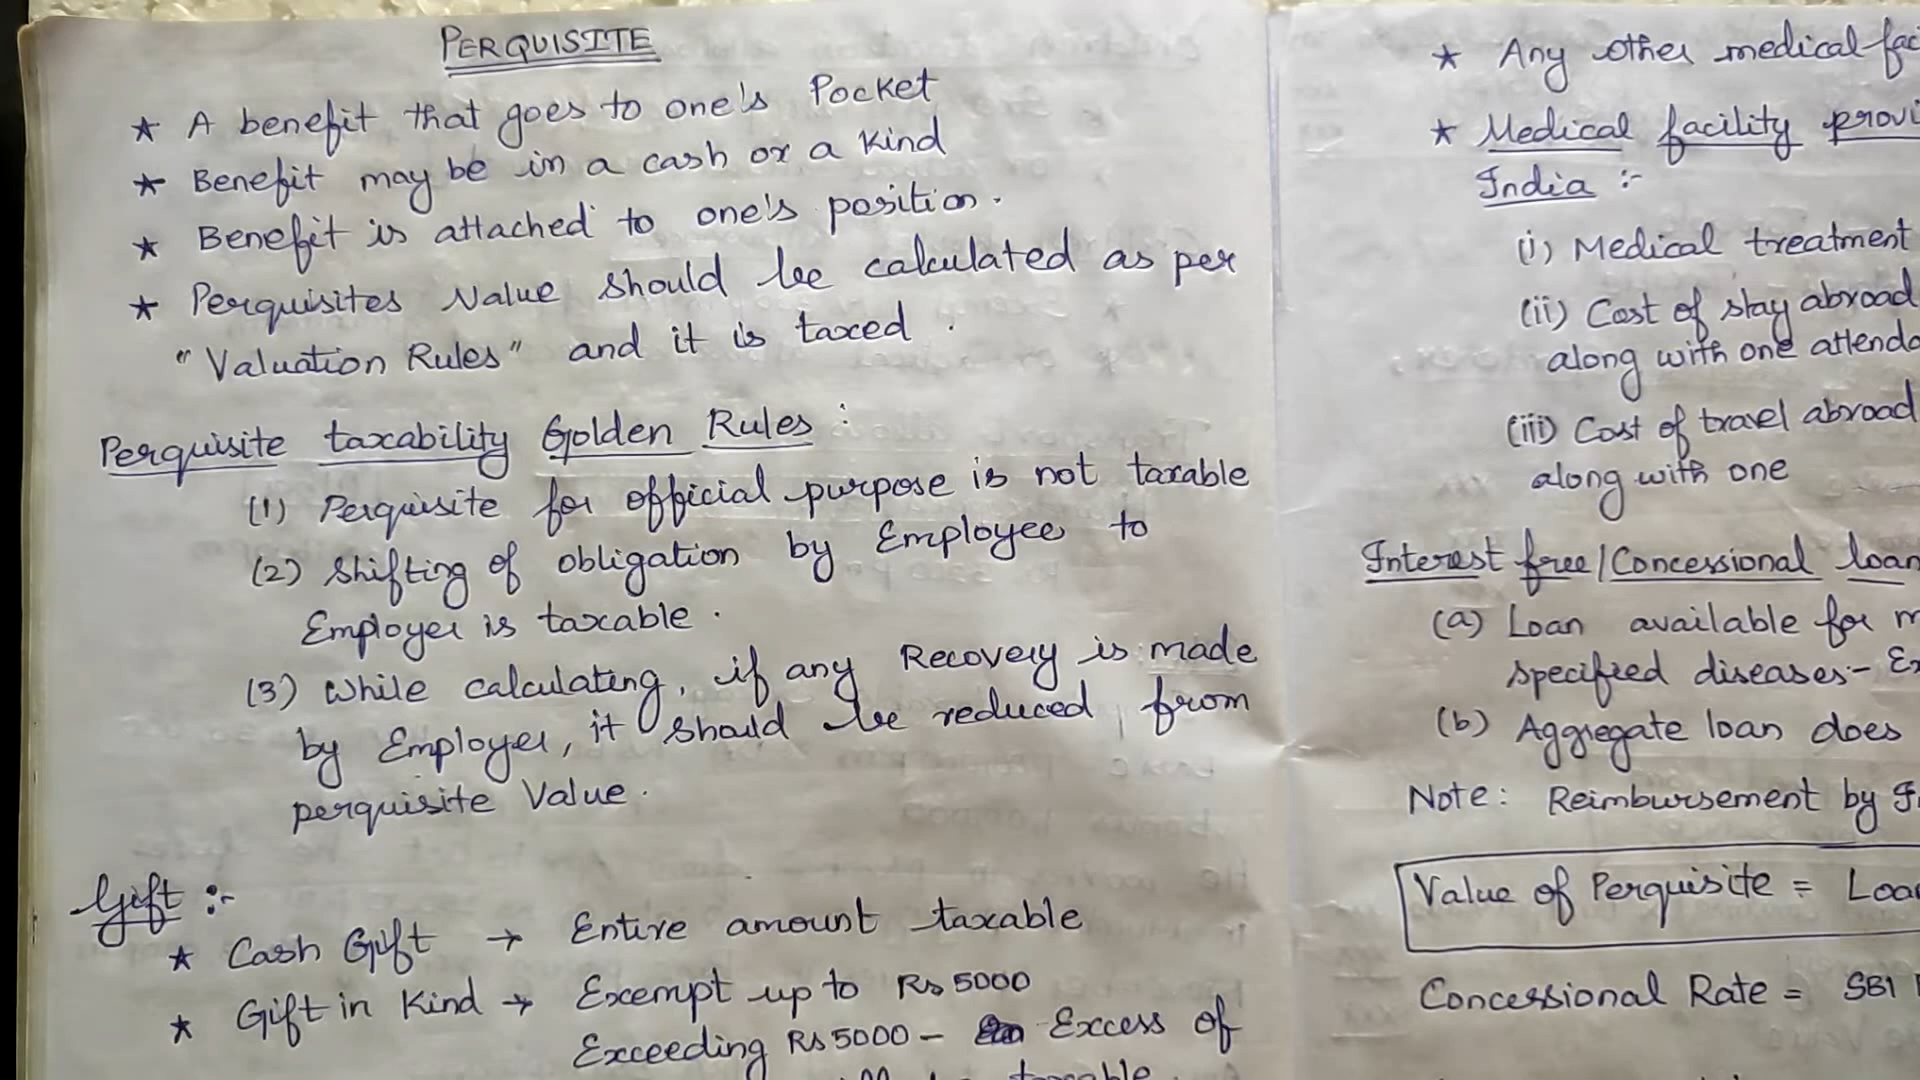 PERQUISITE
★ A benefit that goes to one's Pocket
★ Benefit may be in a cash or a kind
★ Benefit is attached to one's position.
★ Perquisites Value should be calculated as per
"Valuation Rules" and it is taxed.
Perquisite taxability Golden Rules :
(1) Perquisite for official purpose is not taxable
(2) Shifting of obligation by Employee to
Employer is taxable.
(3) While calculating, if any Recovery is made
by Employer, it should be reduced from
perquisite Value.
Gift :-
★ Cash Gift → Entire amount taxable
★ Gift in Kind → Exempt up to Rs 5000
Exceeding Rs 5000 - Excess of
taxable
★ Any other medical fac
★ Medical facility provi
India :-
(i) Medical treatment
(ii) Cost of stay abroad
along with one attenda
(iii) Cost of travel abroad
along with one
Interest free/Concessional loan
(a) Loan available for m
specified diseases:- Ex
(b) Aggregate loan does
Note: Reimbursement by
Value of Perquisite = Loa
Concessional Rate = SBI